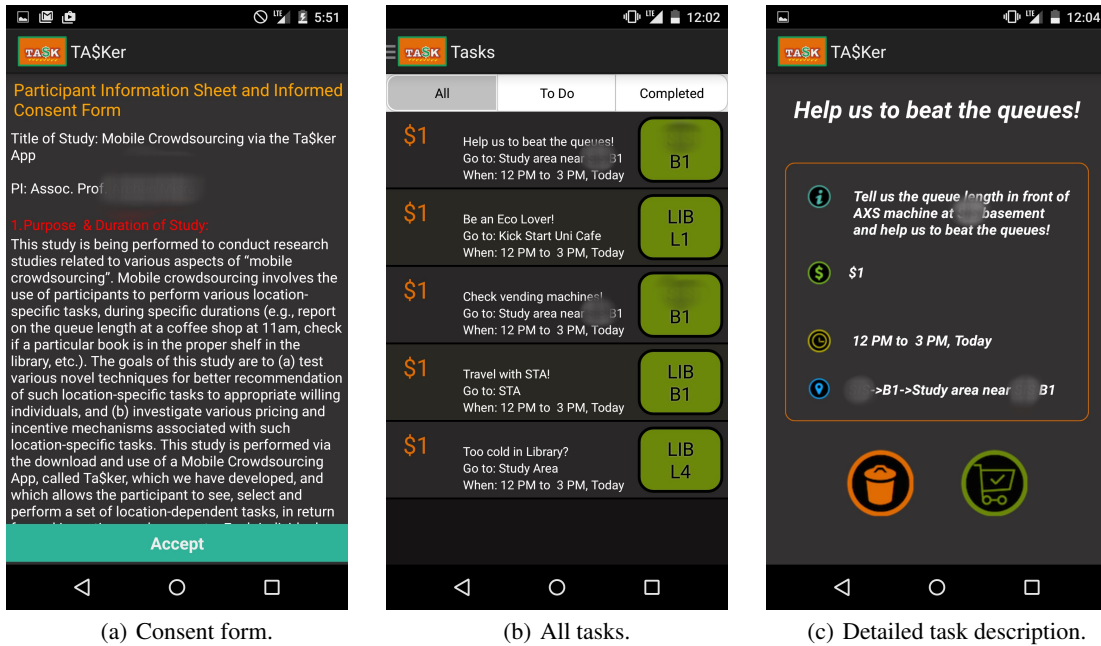 5:51
LTE
TA$K TA$Ker
Participant Information Sheet and Informed
Consent Form
Title of Study: Mobile Crowdsourcing via the Ta$ker
App
PI: Assoc. Prof.
1.Purpose & Duration of Study:
This study is being performed to conduct research
studies related to various aspects of “mobile
crowdsourcing”. Mobile crowdsourcing involves the
use of participants to perform various location-
specific tasks, during specific durations (e.g., report
on the queue length at a coffee shop at 11am, check
if a particular book is in the proper shelf in the
library, etc.). The goals of this study are to (a) test
various novel techniques for better recommendation
of such location-specific tasks to appropriate willing
individuals, and (b) investigate various pricing and
incentive mechanisms associated with such
location-specific tasks. This study is performed via
the download and use of a Mobile Crowdsourcing
App, called Ta$ker, which we have developed, and
which allows the participant to see, select and
perform a set of location-dependent tasks, in return
Accept
(a) Consent form.
LTE 12:02
TA$K Tasks
All To Do Completed
$1
Help us to beat the queues!
Go to: Study area near B1
When: 12 PM to 3 PM, Today
B1
$1
Be an Eco Lover!
Go to: Kick Start Uni Cafe
When: 12 PM to 3 PM, Today
LIB
L1
$1
Check vending machines!
Go to: Study area near B1
When: 12 PM to 3 PM, Today
B1
$1
Travel with STA!
Go to: STA
When: 12 PM to 3 PM, Today
LIB
B1
$1
Too cold in Library?
Go to: Study Area
When: 12 PM to 3 PM, Today
LIB
L4
(b) All tasks.
LTE 12:04
TA$K TA$Ker
Help us to beat the queues!
Tell us the queue length in front of
AXS machine at basement
and help us to beat the queues!
$1
12 PM to 3 PM, Today
->B1->Study area near B1
(c) Detailed task description.